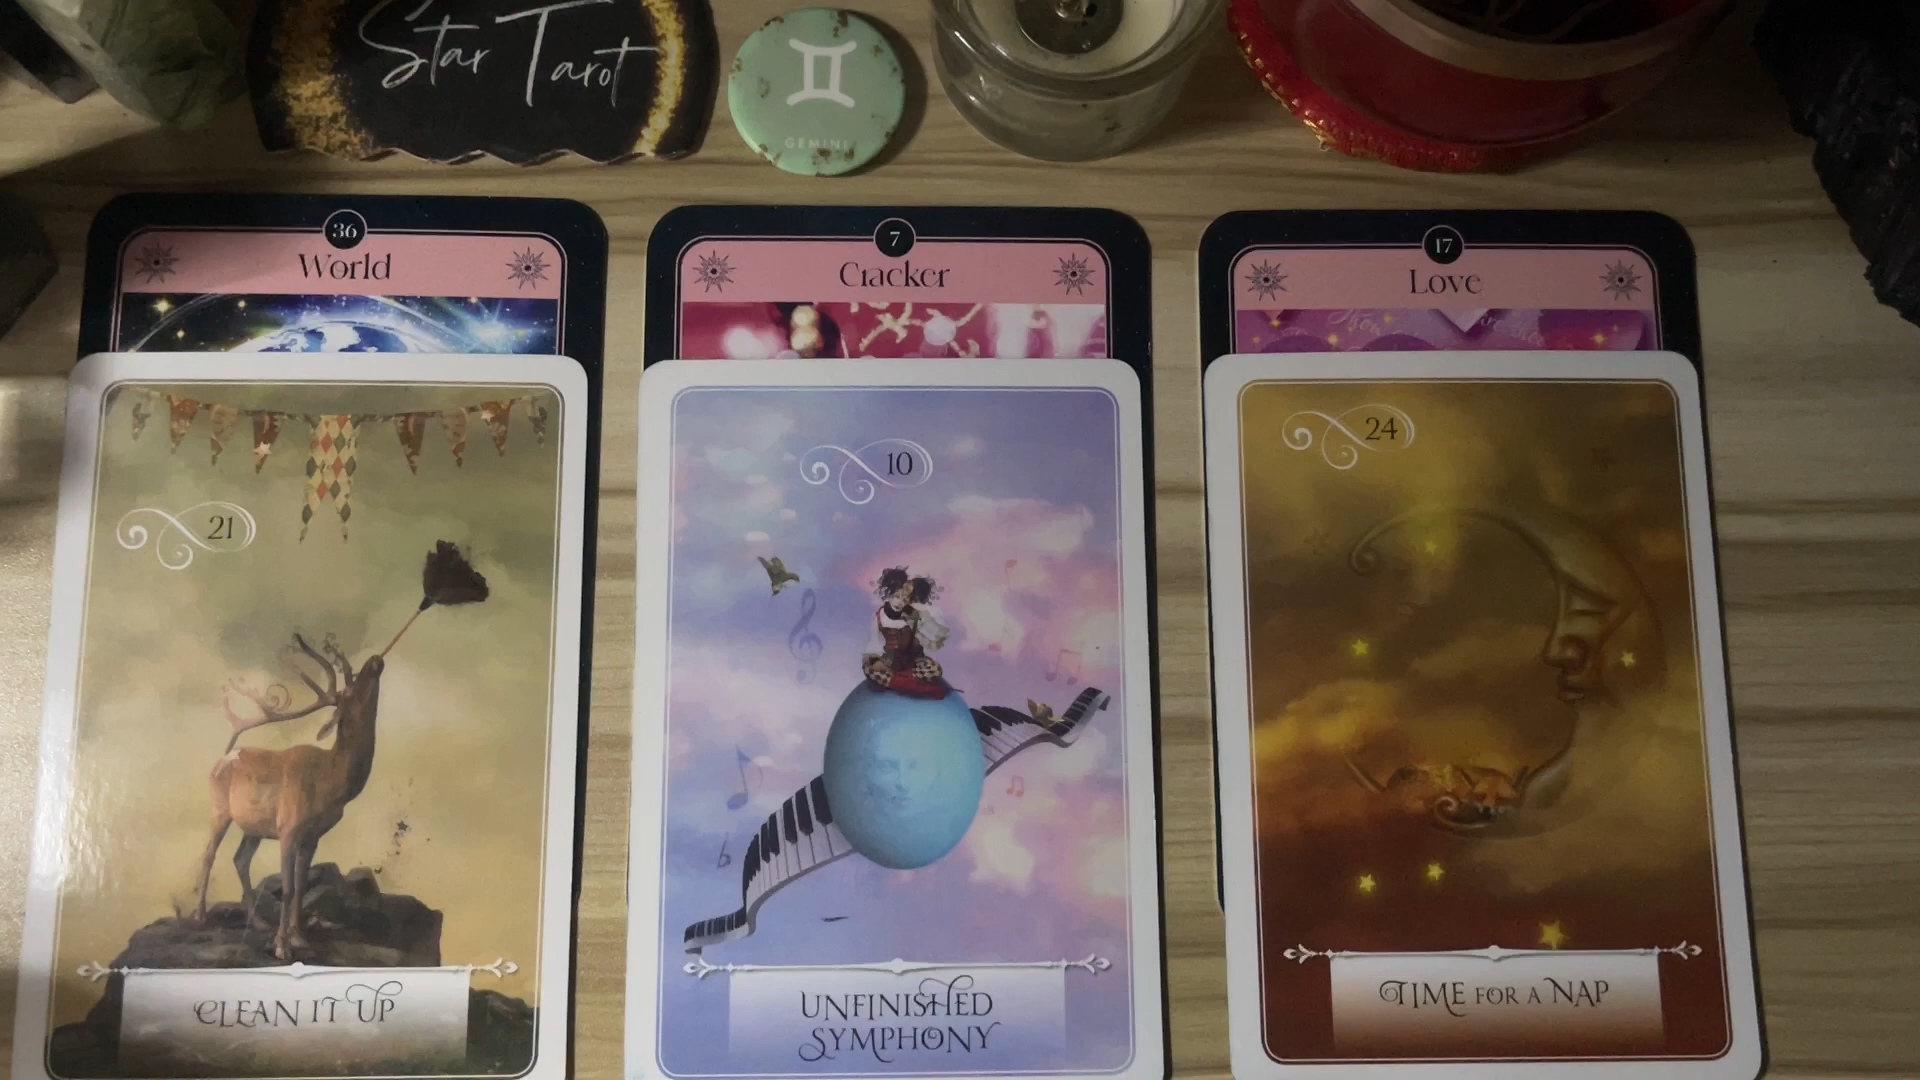 Star Tarot
GEMINI
36
World
7
Cracker
17
Love
21
CLEAN IT UP
10
UNFINISHED
SYMPHONY
24
TIME FOR A NAP